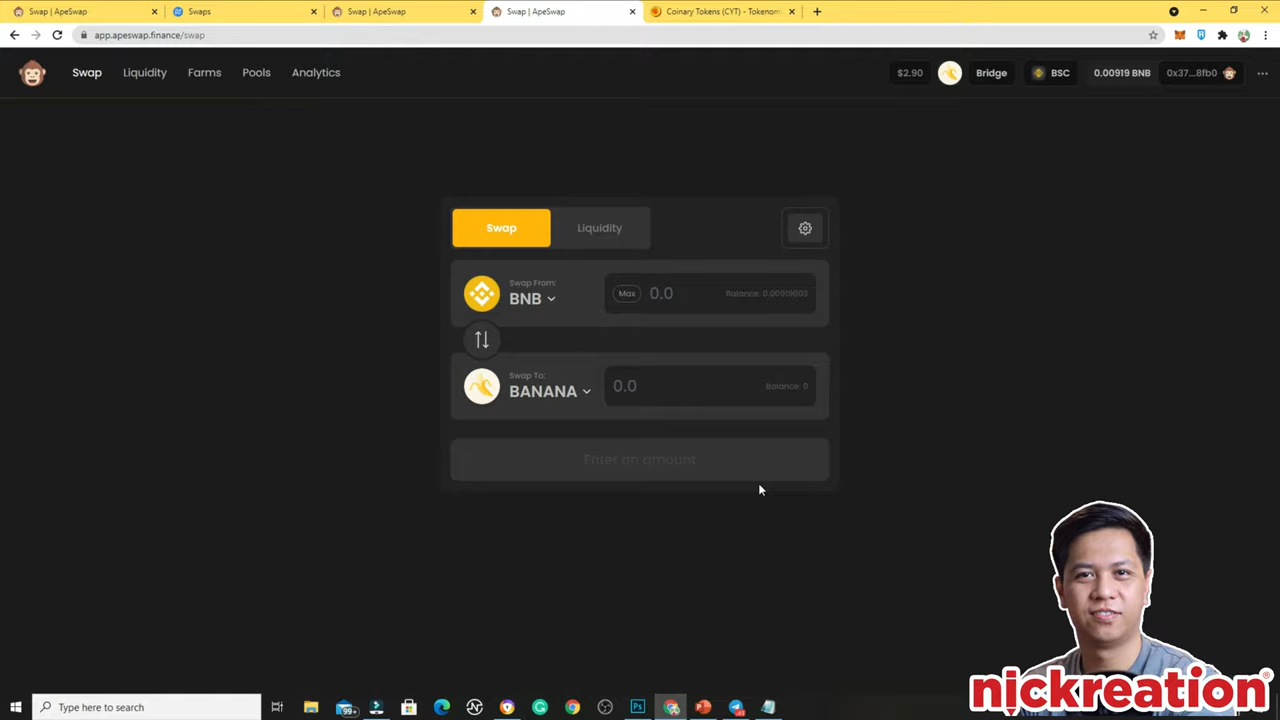 Swap | ApeSwap
Swaps
Swap | ApeSwap
Swap | ApeSwap
Coinary Tokens (CYT) - Tokenom
app.apeswap.finance/swap
Swap
Liquidity
Farms
Pools
Analytics
$2.90
Bridge
BSC
0.00919 BNB
0x37...8fb0
Swap
Liquidity
Swap From:
BNB
Max
0.0
Balance: 0.00919003
Swap To:
BANANA
0.0
Balance: 0
Enter an amount
nickreation
Type here to search
99+
Ps